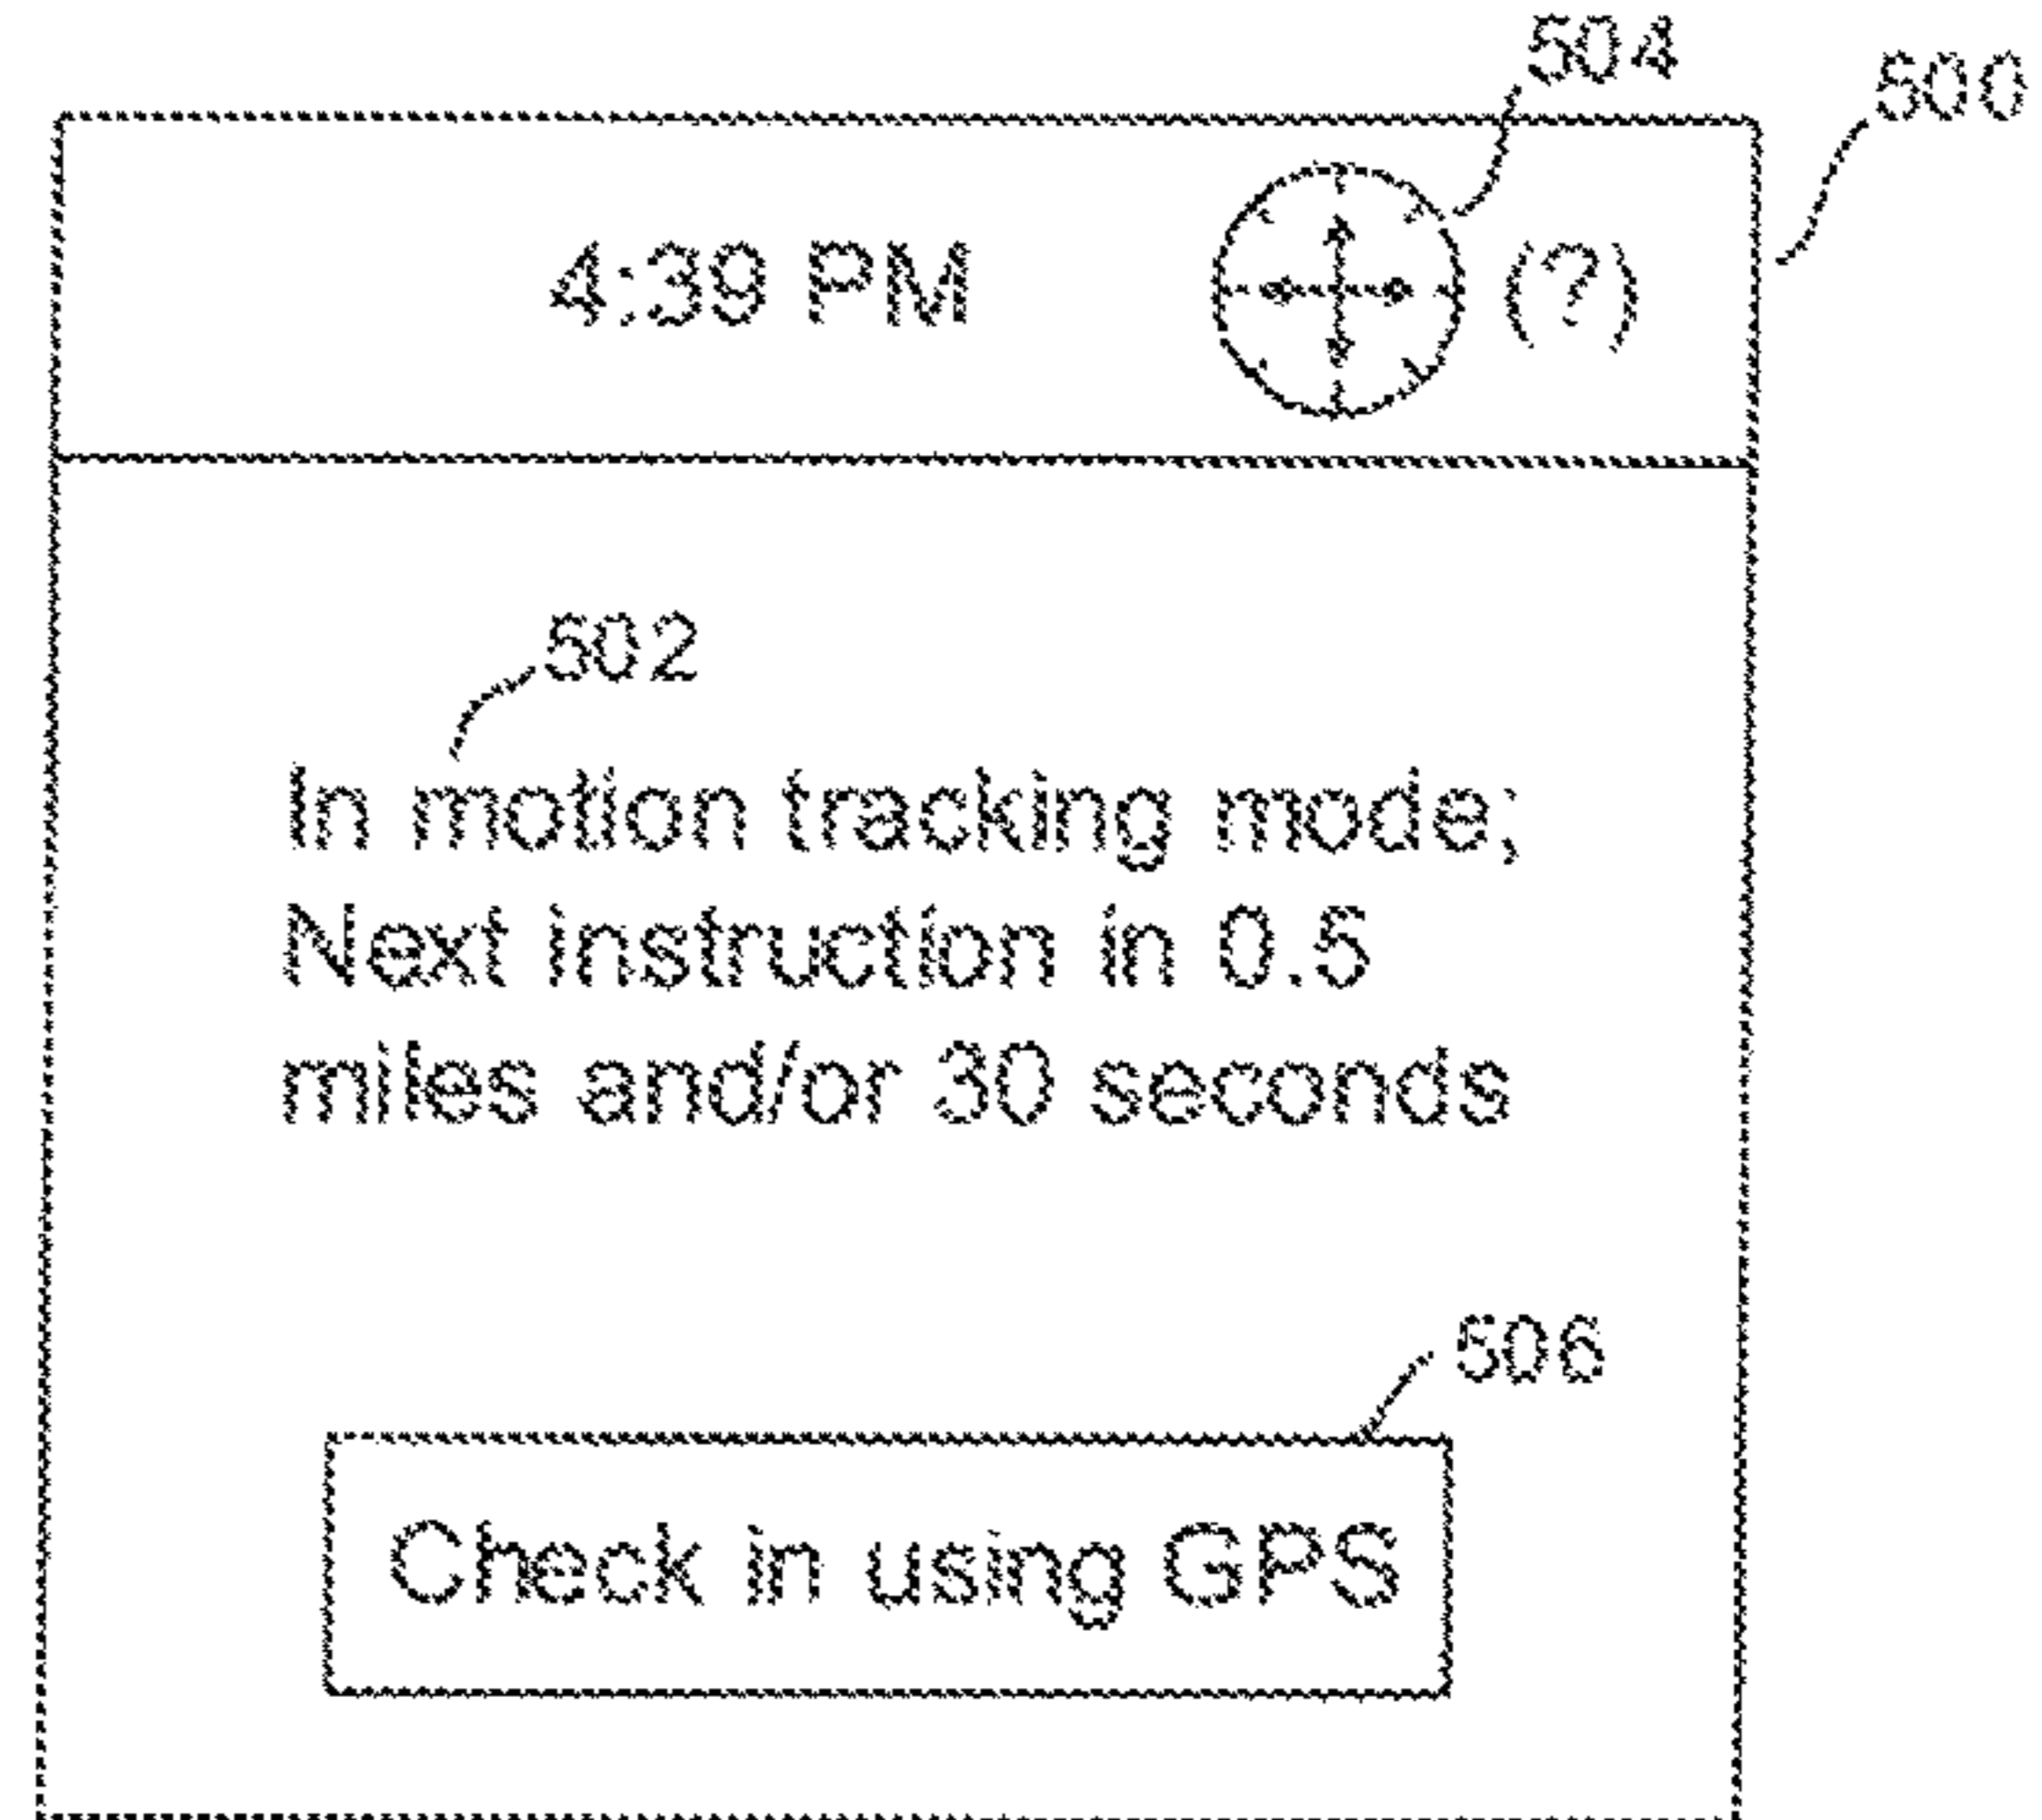 504
500
4:39 PM (?)
502
In motion tracking mode;
Next instruction in 0.5
miles and/or 30 seconds
506
Check in using GPS